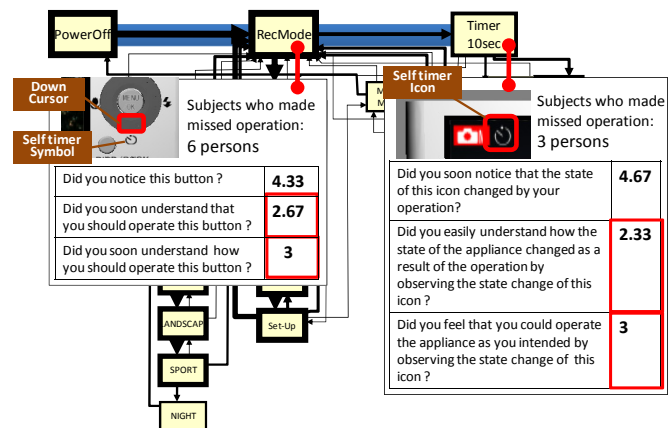 PowerOff
RecMode
Timer
10sec
Down
Cursor
MENU
OK
Self timer
Symbol
Subjects who made
missed operation:
6 persons
Did you notice this button ?
4.33
Did you soon understand that
you should operate this button ?
2.67
Did you soon understand how
you should operate this button ?
3
Self timer
Icon
Subjects who made
missed operation:
3 persons
Did you soon notice that the state
of this icon changed by your
operation?
4.67
Did you easily understand how the
state of the appliance changed as a
result of the operation by
observing the state change of this
icon ?
2.33
Did you feel that you could operate
the appliance as you intended by
observing the state change of this
icon ?
3
ANDSCAP
Set-Up
SPORT
NIGHT